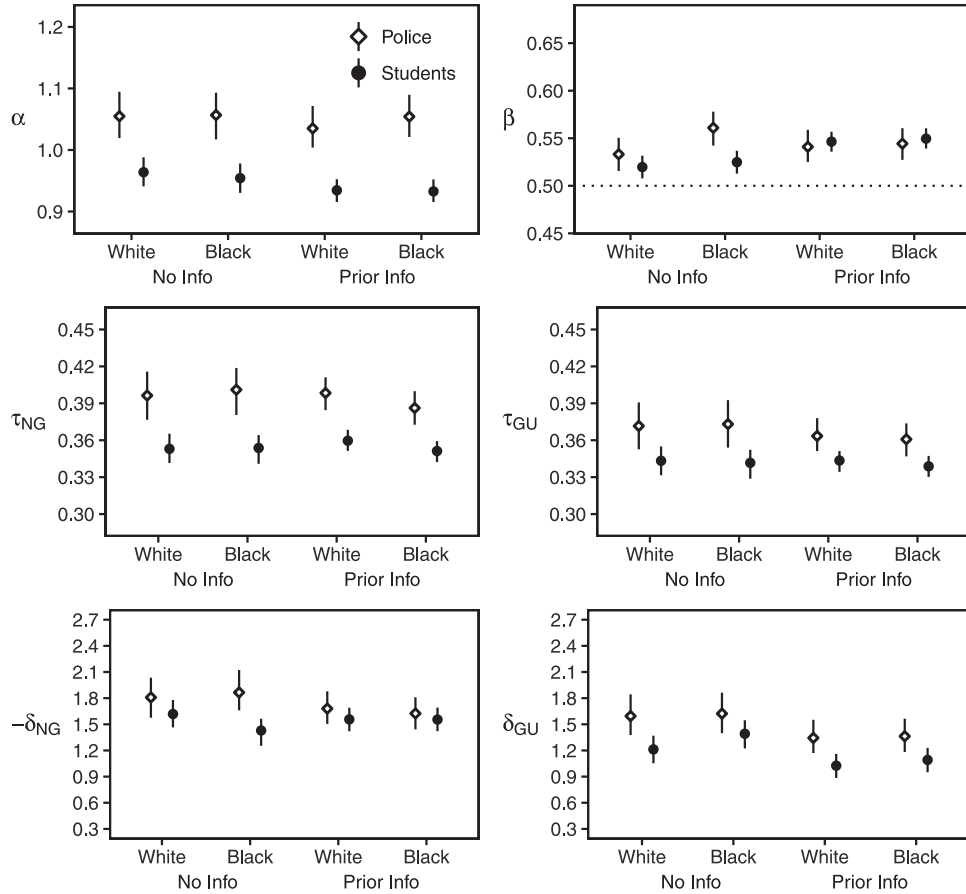 1.2
1.1
1.0
0.9
α
Police
Students
White Black White Black
No Info Prior Info
0.65
0.60
0.55
0.50
0.45
β
White Black White Black
No Info Prior Info
0.45
0.42
0.39
0.36
0.33
0.30
τNG
White Black White Black
No Info Prior Info
0.45
0.42
0.39
0.36
0.33
0.30
τGU
White Black White Black
No Info Prior Info
2.7
2.4
2.1
1.8
1.5
1.2
0.9
0.6
0.3
−δNG
White Black White Black
No Info Prior Info
2.7
2.4
2.1
1.8
1.5
1.2
0.9
0.6
0.3
δGU
White Black White Black
No Info Prior Info